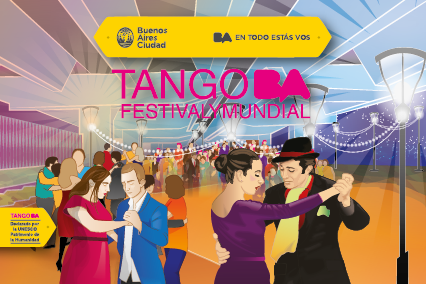 Buenos
Aires
Ciudad
BA EN TODO ESTÁS VOS
TANGO BA
FESTIVAL Y MUNDIAL
TANGO BA
Declarado por
la UNESCO
Patrimonio de
la Humanidad